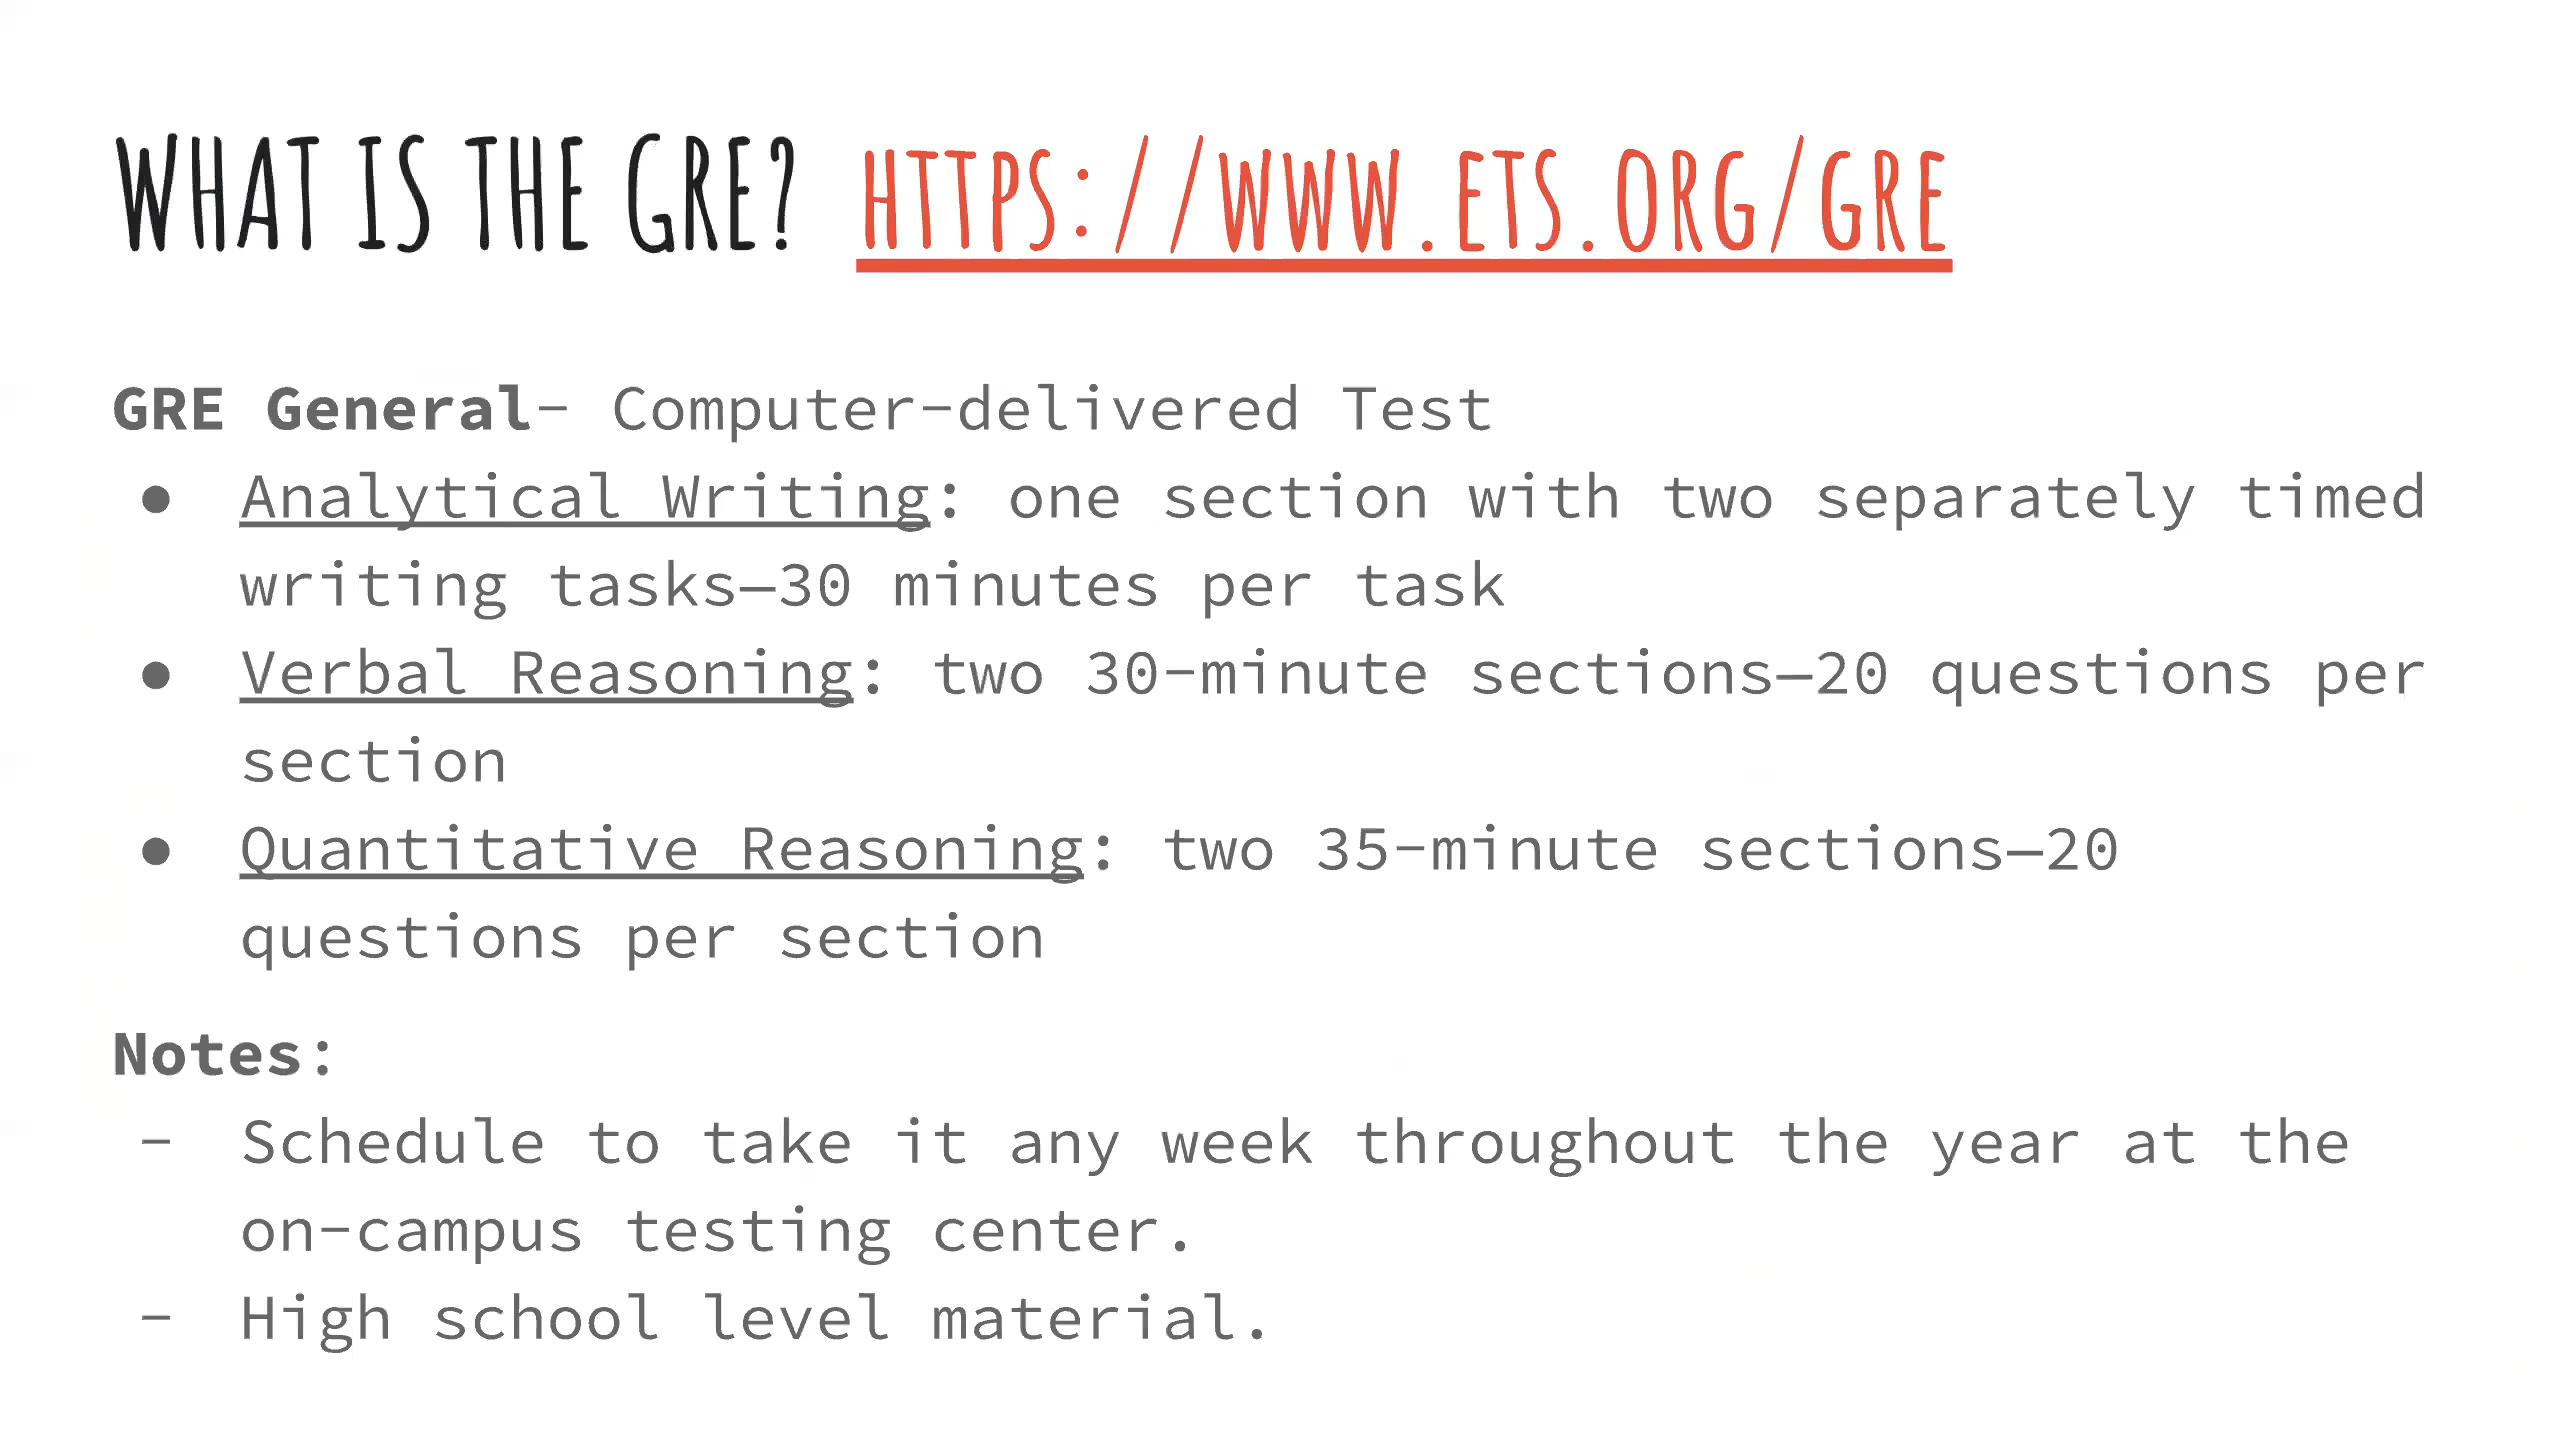 WHAT IS THE GRE? HTTPS://WWW.ETS.ORG/GRE
GRE General- Computer-delivered Test
● Analytical Writing: one section with two separately timed
writing tasks—30 minutes per task
● Verbal Reasoning: two 30-minute sections—20 questions per
section
● Quantitative Reasoning: two 35-minute sections—20
questions per section
Notes:
- Schedule to take it any week throughout the year at the
on-campus testing center.
- High school level material.